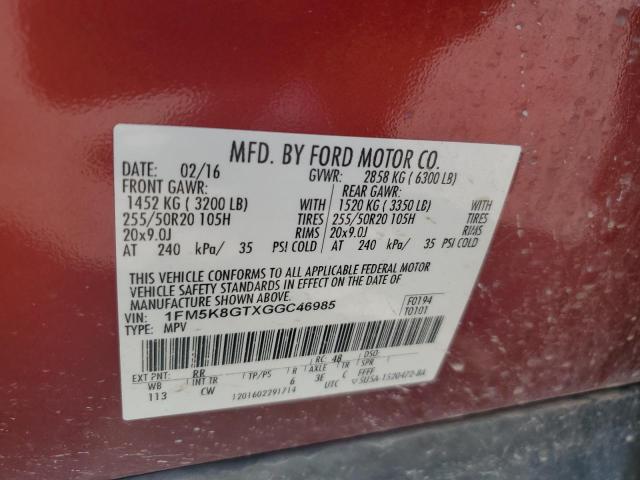 MFD. BY FORD MOTOR CO.
DATE: 02/16 GVWR: 2858 KG ( 6300 LB)
FRONT GAWR: REAR GAWR:
1452 KG ( 3200 LB) WITH 1520 KG ( 3350 LB) WITH
255/50R20 105H TIRES 255/50R20 105H TIRES
20x9.0J RIMS 20x9.0J RIMS
AT 240 kPa/ 35 PSI COLD AT 240 kPa/ 35 PSI COLD
THIS VEHICLE CONFORMS TO ALL APPLICABLE FEDERAL MOTOR
VEHICLE SAFETY STANDARDS IN EFFECT ON THE DATE OF
MANUFACTURE SHOWN ABOVE.
VIN: 1FM5K8GTXGGC46985 F0194
TYPE: MPV T0101
EXT PNT: RR RC: 48 DSO:
WB INT TR TP/PS R AXLE TR SPR
113 CW 6 3E C FFFF
1201602291714 UTC 5U5A-1520472-BA